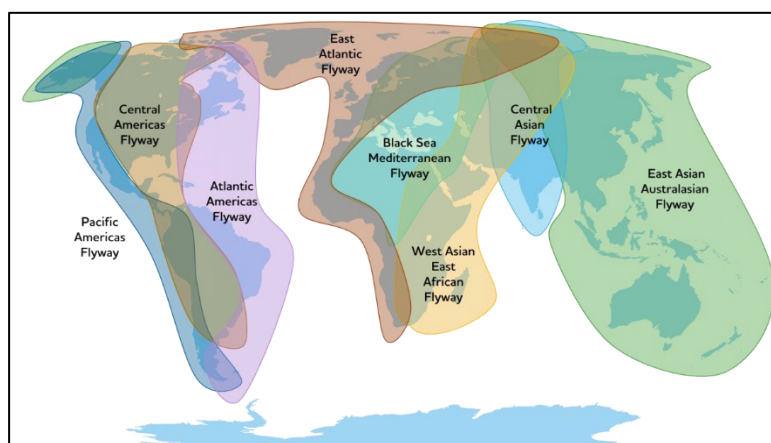 East
Atlantic
Flyway
Central
Americas
Flyway
Central
Asian
Flyway
Black Sea
Mediterranean
Flyway
East Asian
Australasian
Flyway
Atlantic
Americas
Flyway
Pacific
Americas
Flyway
West Asian
East
African
Flyway